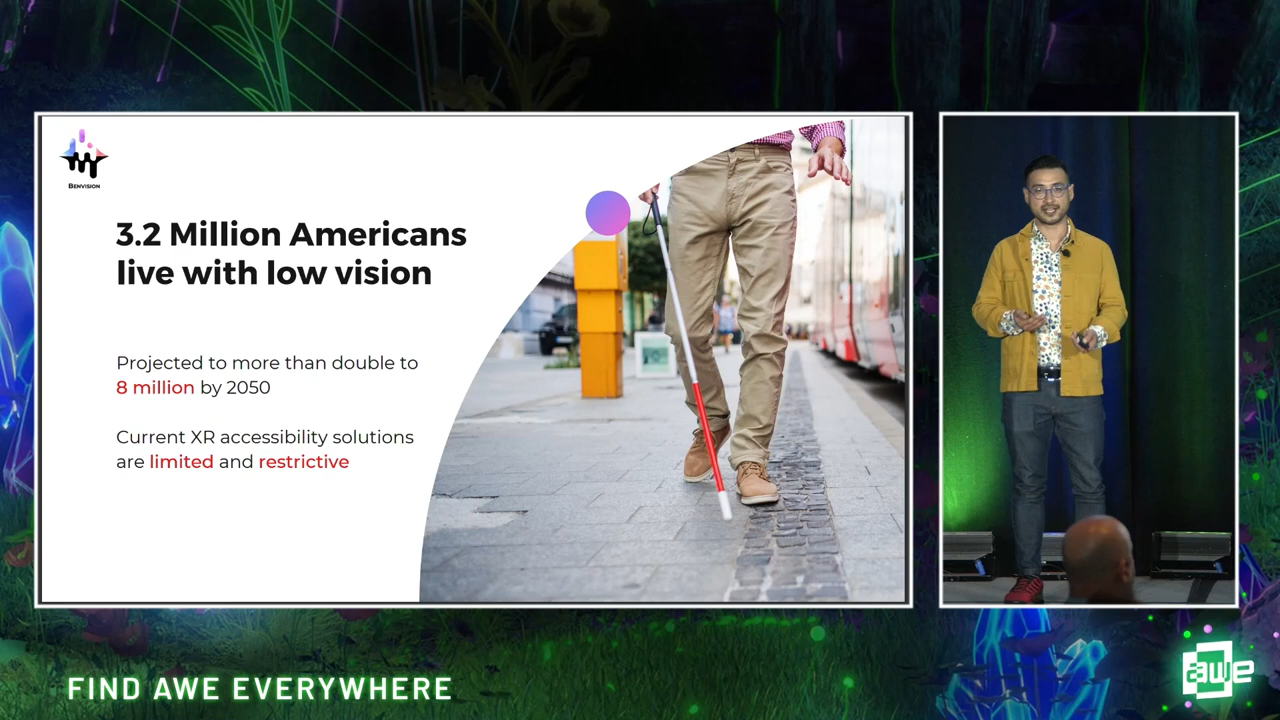 BENVISION
3.2 Million Americans
live with low vision
Projected to more than double to
8 million by 2050
Current XR accessibility solutions
are limited and restrictive
FIND AWE EVERYWHERE
awe